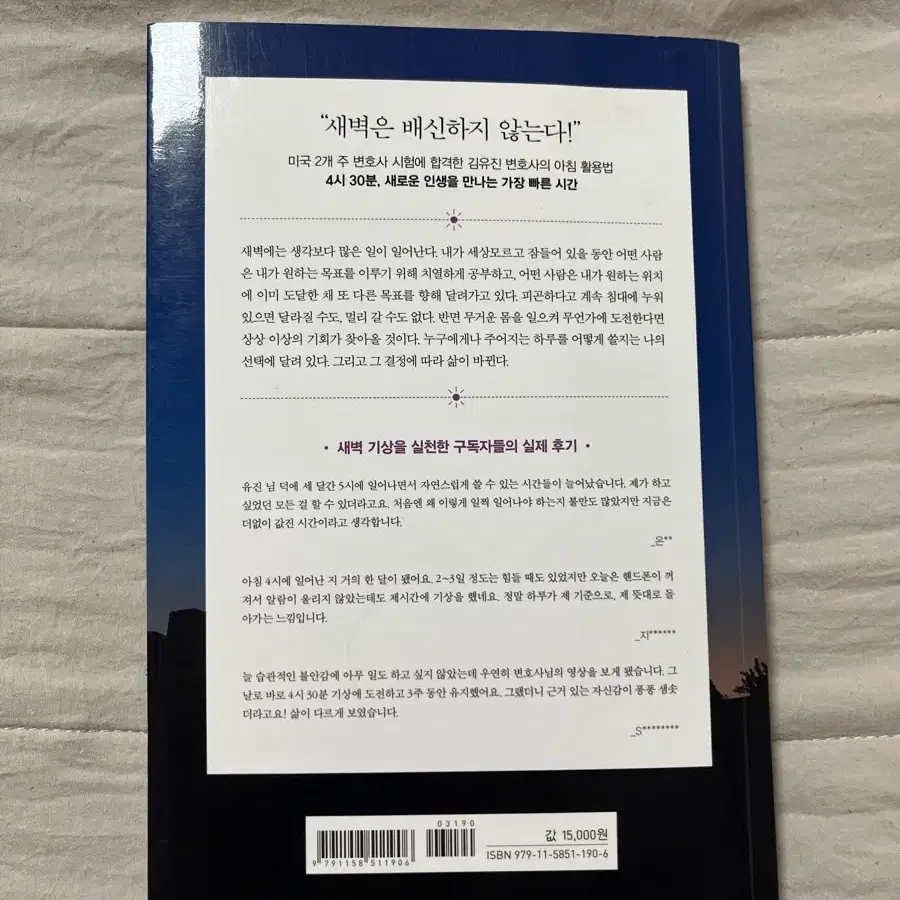 “새벽은 배신하지 않는다!”
미국 2개 주 변호사 시험에 합격한 김유진 변호사의 아침 활용법
4시 30분, 새로운 인생을 만나는 가장 빠른 시간
새벽에는 생각보다 많은 일이 일어난다. 내가 세상모르고 잠들어 있을 동안 어떤 사람
은 내가 원하는 목표를 이루기 위해 치열하게 공부하고, 어떤 사람은 내가 원하는 위치
에 이미 도달한 채 또 다른 목표를 향해 달려가고 있다. 피곤하다고 계속 침대에 누워
있으면 달라질 수도, 멀리 갈 수도 없다. 반면 무거운 몸을 일으켜 무언가에 도전한다면
상상 이상의 기회가 찾아올 것이다. 누구에게나 주어지는 하루를 어떻게 쓸지는 나의
선택에 달려 있다. 그리고 그 결정에 따라 삶이 바뀐다.
• 새벽 기상을 실천한 구독자들의 실제 후기 •
유진 님 덕에 세 달간 5시에 일어나면서 자연스럽게 쓸 수 있는 시간들이 늘어났습니다. 제가 하고
싶었던 모든 걸 할 수 있더라고요. 처음엔 왜 이렇게 일찍 일어나야 하는지 불만도 많았지만 지금은
더없이 값진 시간이라고 생각합니다.
_온**
아침 4시에 일어난 지 거의 한 달이 됐어요. 2~3일 정도는 힘들 때도 있었지만 오늘은 핸드폰이 꺼
져서 알람이 울리지 않았는데도 제시간에 기상을 했네요. 정말 하루가 제 기준으로, 제 뜻대로 돌
아가는 느낌입니다.
_지******
늘 습관적인 불안감에 아무 일도 하고 싶지 않았는데 우연히 변호사님의 영상을 보게 됐습니다. 그
날로 바로 4시 30분 기상에 도전하고 3주 동안 유지했어요. 그랬더니 근거 있는 자신감이 퐁퐁 샘솟
더라고요! 삶이 다르게 보였습니다.
_S********
03190
9 791158 511906
값 15,000원
ISBN 979-11-5851-190-6